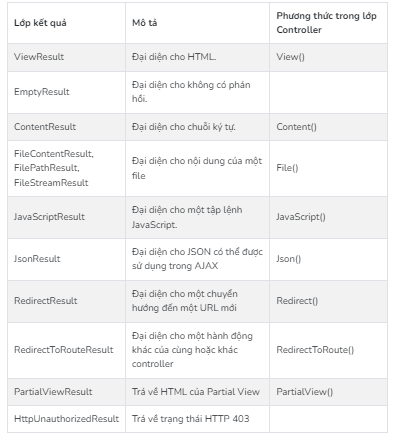 Lớp kết quả
Mô tả
Phương thức trong lớp
Controller
ViewResult
Đại diện cho HTML.
View()
EmptyResult
Đại diện cho không có phản
hồi.
ContentResult
Đại diện cho chuỗi ký tự.
Content()
FileContentResult,
FilePathResult,
FileStreamResult
Đại diện cho nội dung của một
file
File()
JavaScriptResult
Đại diện cho một tập lệnh
JavaScript.
JavaScript()
JsonResult
Đại diện cho JSON có thể được
sử dụng trong AJAX
Json()
RedirectResult
Đại diện cho một chuyển
hướng đến một URL mới
Redirect()
RedirectToRouteResult
Đại diện cho một hành động
khác của cùng hoặc khác
controller
RedirectToRoute()
PartialViewResult
Trả về HTML của Partial View
PartialView()
HttpUnauthorizedResult
Trả về trạng thái HTTP 403